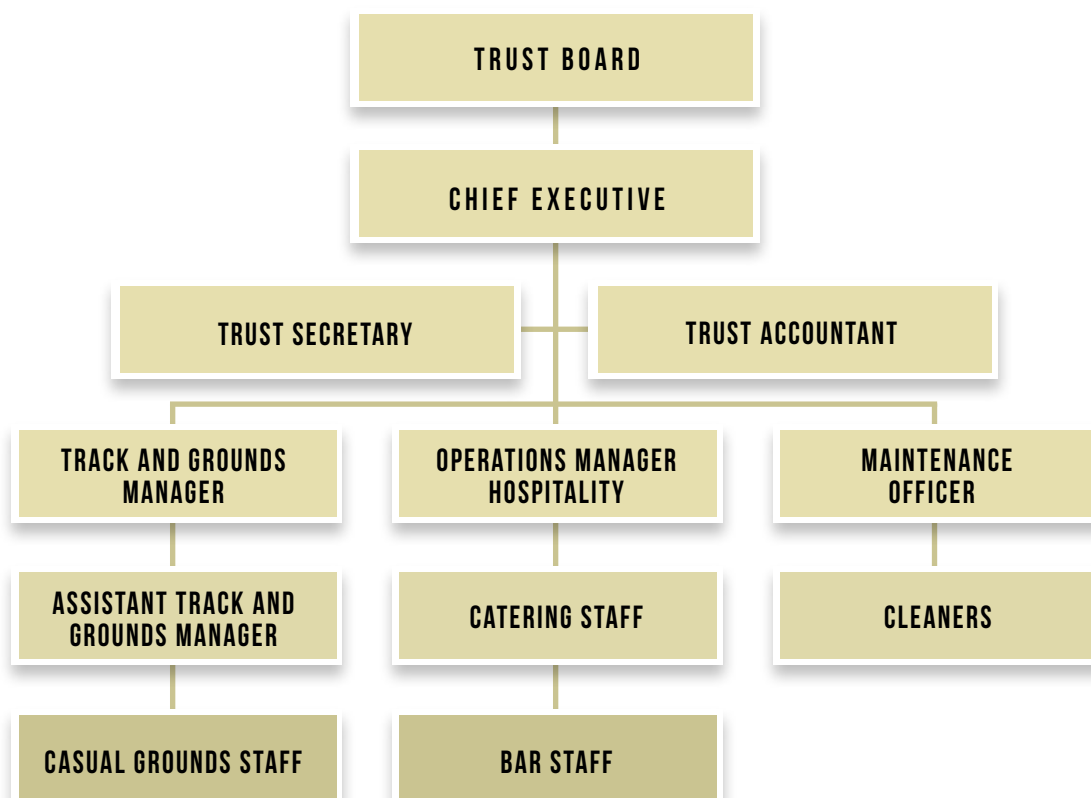 TRUST BOARD
CHIEF EXECUTIVE
TRUST SECRETARY
TRUST ACCOUNTANT
TRACK AND GROUNDS
MANAGER
OPERATIONS MANAGER
HOSPITALITY
MAINTENANCE
OFFICER
ASSISTANT TRACK AND
GROUNDS MANAGER
CATERING STAFF
CLEANERS
CASUAL GROUNDS STAFF
BAR STAFF